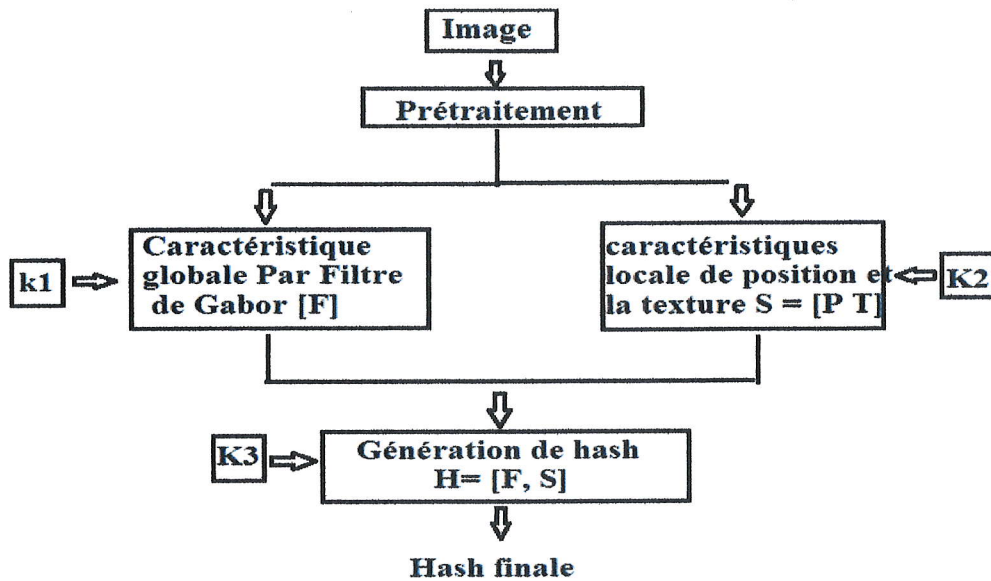 Image
Prétraitement
Caractéristique
globale Par Filtre
de Gabor [F]
k1
caractéristiques
locale de position et
la texture S = [P T]
K2
K3
Génération de hash
H= [F, S]
Hash finale